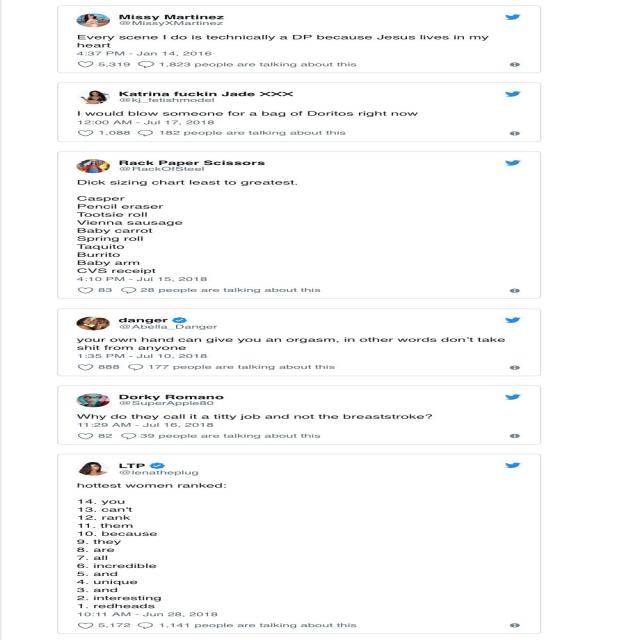 Missy Martinez
@MissyXMartinez
Every scene I do is technically a DP because Jesus lives in my
heart
4:37 PM - Jan 14, 2016
5,319 1,823 people are talking about this
Katrina fuckin Jade XXX
@kj_fetishmodel
I would blow someone for a bag of Doritos right now
12:00 AM - Jul 17, 2018
1,088 182 people are talking about this
Rack Paper Scissors
@RackOfSteel
Dick sizing chart least to greatest.
Casper
Pencil eraser
Tootsie roll
Vienna sausage
Baby carrot
Spring roll
Taquito
Burrito
Baby arm
CVS receipt
4:10 PM - Jul 15, 2018
83 28 people are talking about this
danger
@Abella_Danger
your own hand can give you an orgasm, in other words don't take
shit from anyone
1:35 PM - Jul 10, 2018
888 177 people are talking about this
Dorky Romano
@SuperApple80
Why do they call it a titty job and not the breaststroke?
11:29 AM - Jul 16, 2018
82 39 people are talking about this
LTP
@lenatheplug
hottest women ranked:
14. you
13. can't
12. rank
11. them
10. because
9. they
8. are
7. all
6. incredible
5. and
4. unique
3. and
2. interesting
1. redheads
10:11 AM - Jun 28, 2018
5,172 1,141 people are talking about this